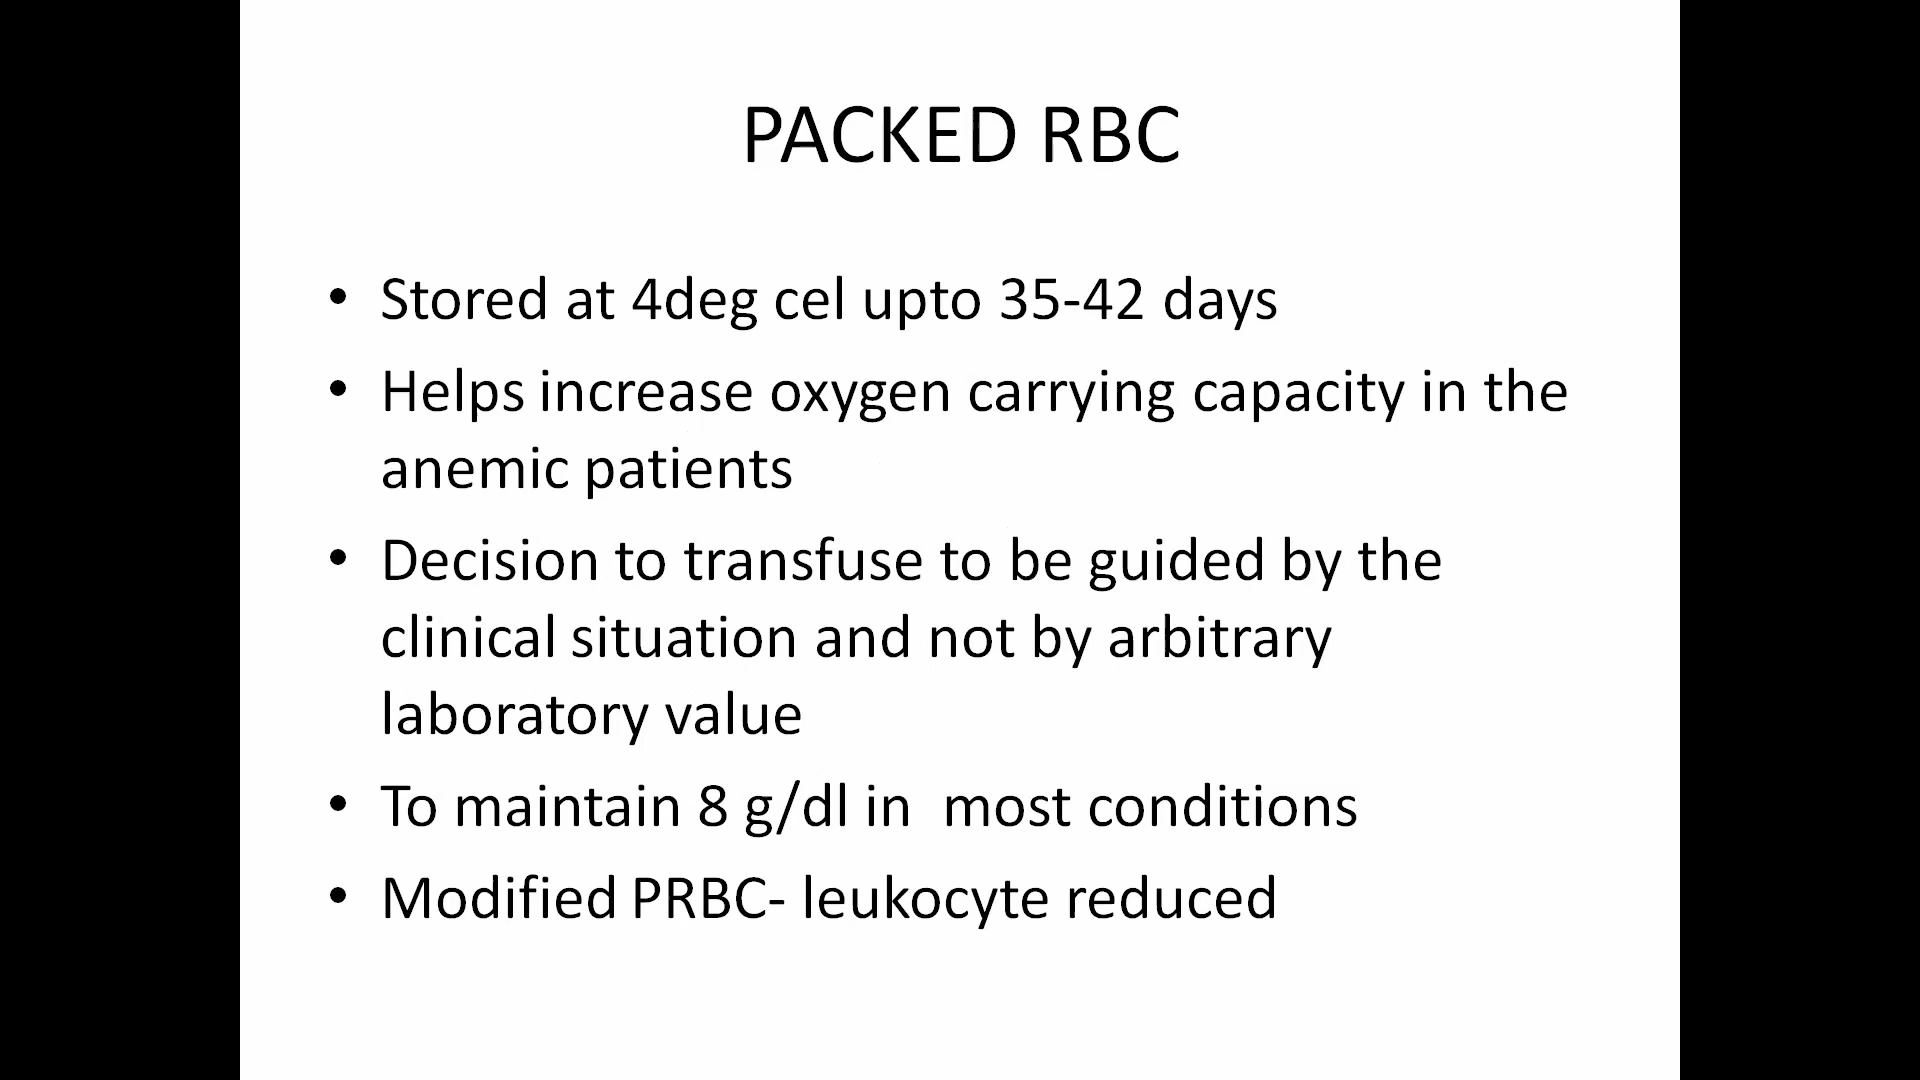 PACKED RBC
• Stored at 4deg cel upto 35-42 days
• Helps increase oxygen carrying capacity in the
anemic patients
• Decision to transfuse to be guided by the
clinical situation and not by arbitrary
laboratory value
• To maintain 8 g/dl in  most conditions
• Modified PRBC- leukocyte reduced